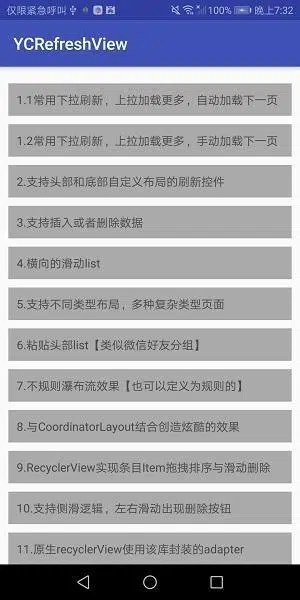 仅限紧急呼叫 100% 晚上7:32
YCRefreshView
1.1常用下拉刷新，上拉加载更多，自动加载下一页
1.2常用下拉刷新，上拉加载更多，手动加载下一页
2.支持头部和底部自定义布局的刷新控件
3.支持插入或者删除数据
4.横向的滑动list
5.支持不同类型布局，多种复杂类型页面
6.粘贴头部list【类似微信好友分组】
7.不规则瀑布流效果【也可以定义为规则的】
8.与CoordinatorLayout结合创造炫酷的效果
9.RecyclerView实现条目Item拖拽排序与滑动删除
10.支持侧滑逻辑，左右滑动出现删除按钮
11.原生recyclerView使用该库封装的adapter